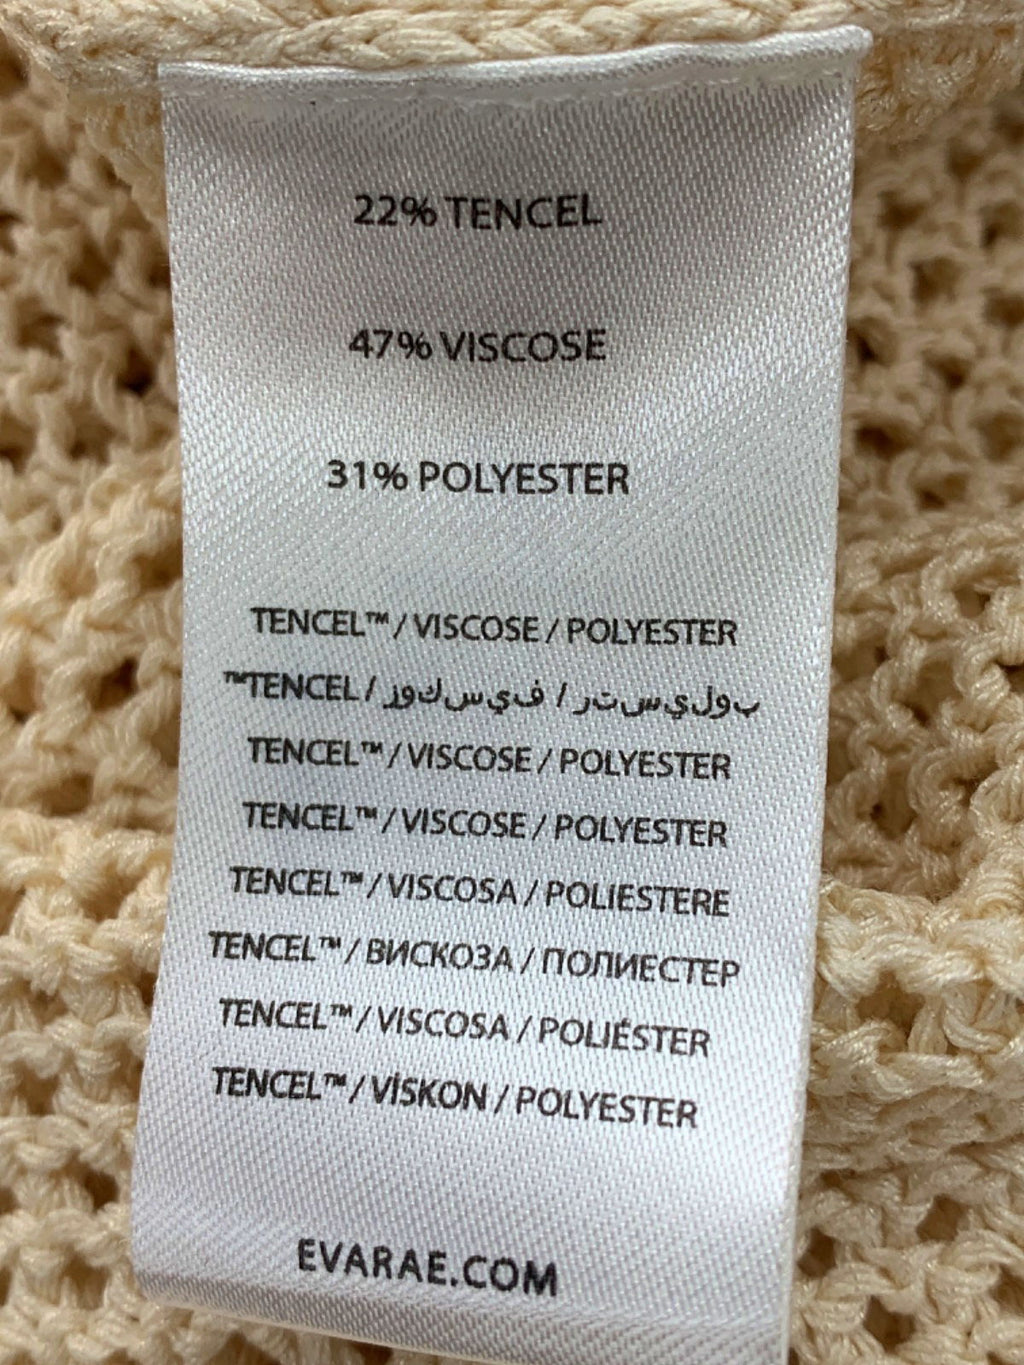 22% TENCEL
47% VISCOSE
31% POLYESTER
TENCEL™ / VISCOSE / POLYESTER
™TENCEL / فيسكوز / بوليستر
TENCEL™ / VISCOSE / POLYESTER
TENCEL™ / VISCOSE / POLYESTER
TENCEL™ / VISCOSA / POLIESTERE
TENCEL™ / ВИСКОЗА / ПОЛИЕСТЕР
TENCEL™ / VISCOSA / POLIÉSTER
TENCEL™ / VİSKON / POLYESTER
EVARAE.COM